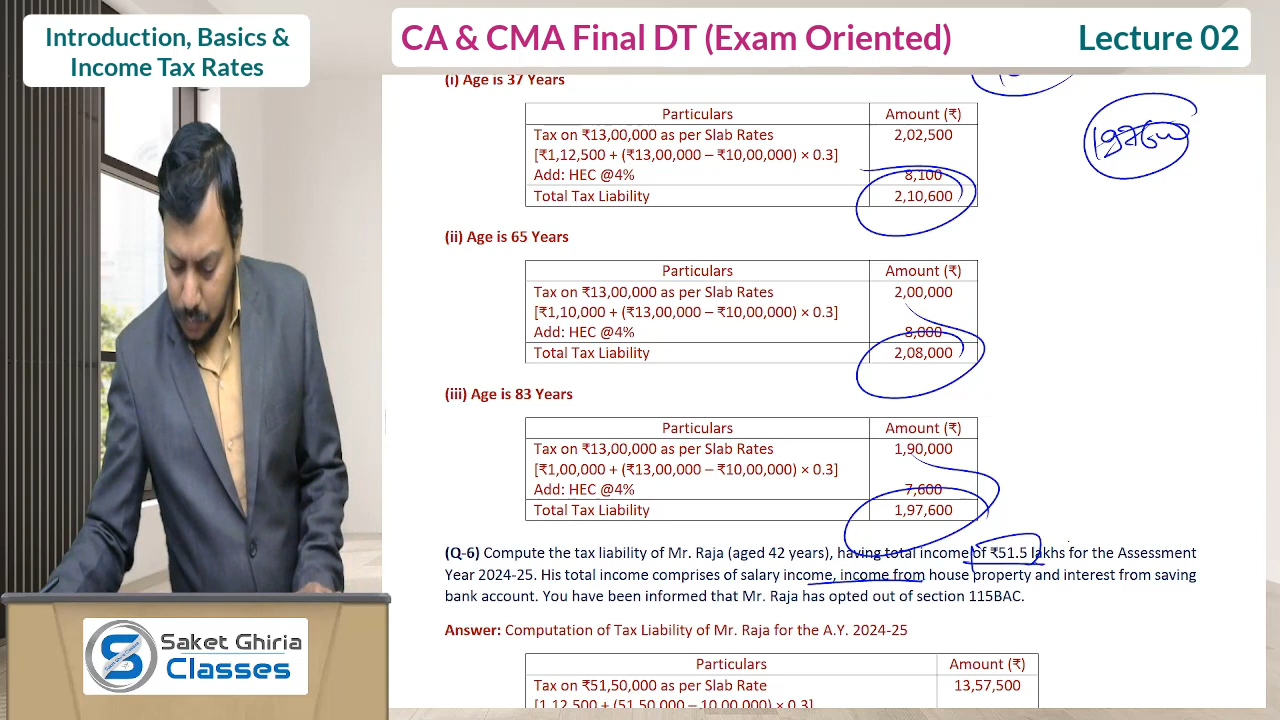 Introduction, Basics &
Income Tax Rates
CA & CMA Final DT (Exam Oriented)
Lecture 02
(i) Age is 37 Years
Particulars Amount (₹)
Tax on ₹13,00,000 as per Slab Rates 2,02,500
[₹1,12,500 + (₹13,00,000 – ₹10,00,000) × 0.3]
Add: HEC @4% 8,100
Total Tax Liability 2,10,600
(ii) Age is 65 Years
Particulars Amount (₹)
Tax on ₹13,00,000 as per Slab Rates 2,00,000
[₹1,10,000 + (₹13,00,000 – ₹10,00,000) × 0.3]
Add: HEC @4% 8,000
Total Tax Liability 2,08,000
(iii) Age is 83 Years
Particulars Amount (₹)
Tax on ₹13,00,000 as per Slab Rates 1,90,000
[₹1,00,000 + (₹13,00,000 – ₹10,00,000) × 0.3]
Add: HEC @4% 7,600
Total Tax Liability 1,97,600
(Q-6) Compute the tax liability of Mr. Raja (aged 42 years), having total income of ₹51.5 lakhs for the Assessment
Year 2024-25. His total income comprises of salary income, income from house property and interest from saving
bank account. You have been informed that Mr. Raja has opted out of section 115BAC.
Answer: Computation of Tax Liability of Mr. Raja for the A.Y. 2024-25
Particulars Amount (₹)
Tax on ₹51,50,000 as per Slab Rate 13,57,500
[1,12,500 + (51,50,000 – 10,00,000) × 0.3]
Saket Ghiria
Classes